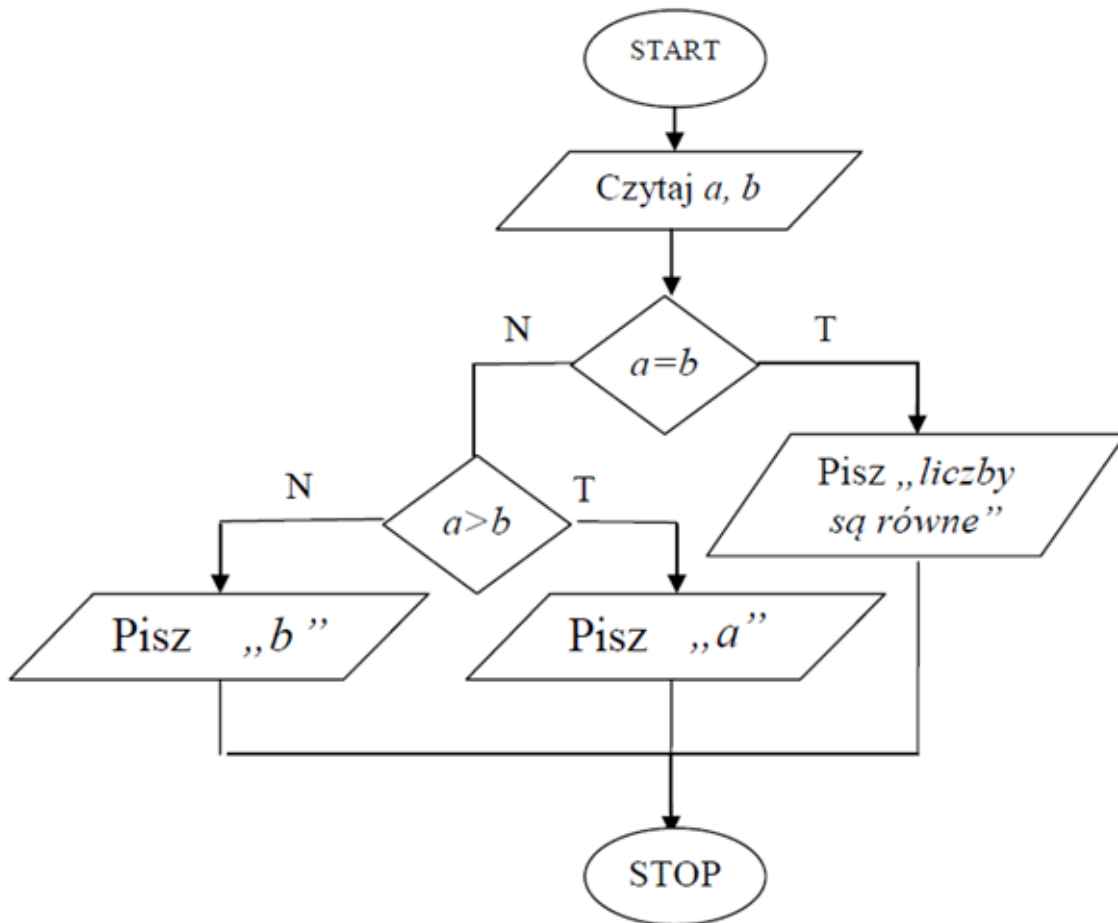 START
Czytaj a, b
N
T
a=b
Pisz „liczby
są równe”
N
T
a>b
Pisz „b”
Pisz „a”
STOP